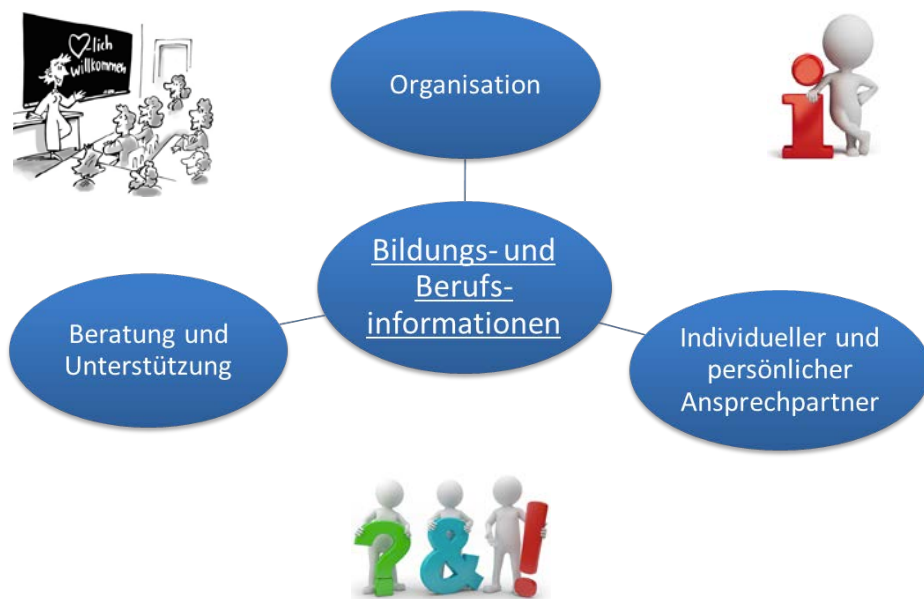 ♥lich
willkommen
Organisation
Bildungs- und
Berufs-
informationen
Beratung und
Unterstützung
Individueller und
persönlicher
Ansprechpartner
i
? & !